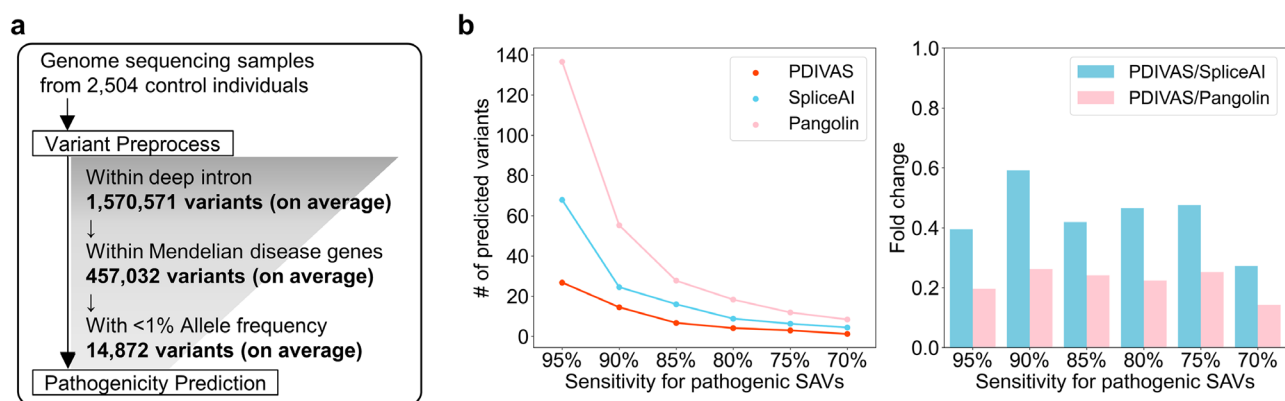 a
Genome sequencing samples
from 2,504 control individuals
Variant Preprocess
Within deep intron
1,570,571 variants (on average)
↓
Within Mendelian disease genes
457,032 variants (on average)
↓
With <1% Allele frequency
14,872 variants (on average)
Pathogenicity Prediction
b
# of predicted variants
140
120
100
80
60
40
20
0
PDIVAS
SpliceAI
Pangolin
95% 90% 85% 80% 75% 70%
Sensitivity for pathogenic SAVs
Fold change
1.0
0.8
0.6
0.4
0.2
0.0
PDIVAS/SpliceAI
PDIVAS/Pangolin
95% 90% 85% 80% 75% 70%
Sensitivity for pathogenic SAVs